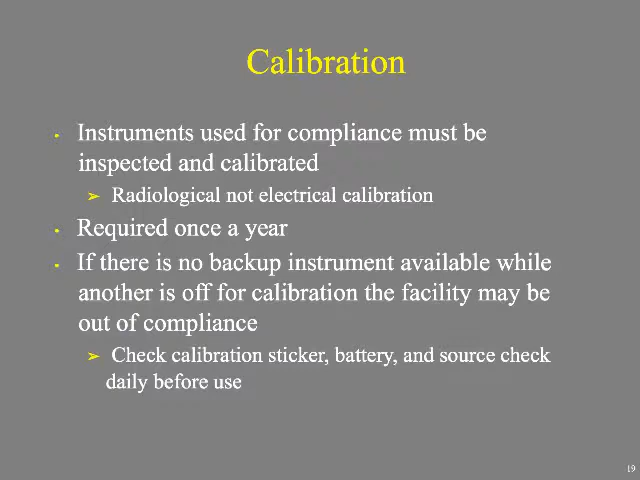 Calibration
• Instruments used for compliance must be
inspected and calibrated
➢ Radiological not electrical calibration
• Required once a year
• If there is no backup instrument available while
another is off for calibration the facility may be
out of compliance
➢ Check calibration sticker, battery, and source check
daily before use
19